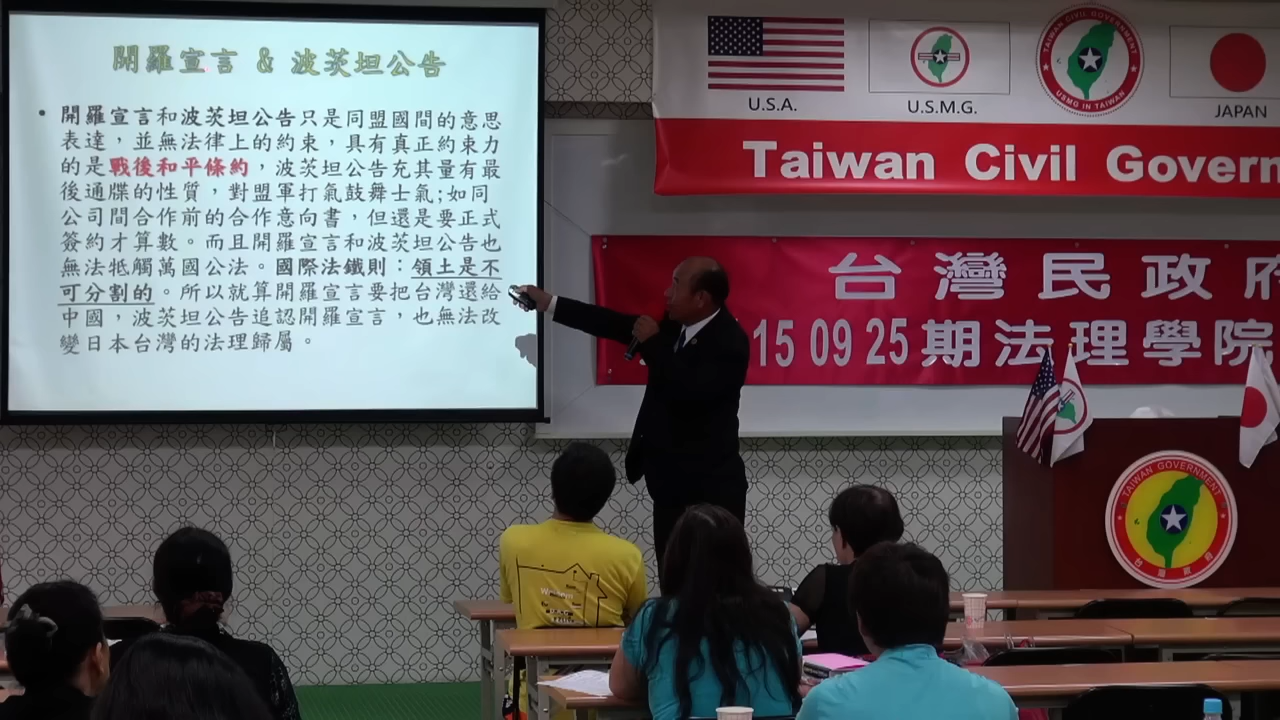 開羅宣言 & 波茨坦公告
• 開羅宣言和波茨坦公告只是同盟國間的意思
表達，並無法律上的約束，具有真正約束力
的是戰後和平條約，波茨坦公告充其量有最
後通牒的性質，對盟軍打氣鼓舞士氣;如同
公司間合作前的合作意向書，但還是要正式
簽約才算數。而且開羅宣言和波茨坦公告也
無法牴觸萬國公法。國際法鐵則：領土是不
可分割的。所以就算開羅宣言要把台灣還給
中國，波茨坦公告追認開羅宣言，也無法改
變日本台灣的法理歸屬。
U.S.A.
U.S.M.G.
TAIWAN CIVIL GOVERNMENT
USMG IN TAIWAN
JAPAN
Taiwan Civil Govern
台灣民政府
15 09 25 期法理學院
TAIWAN GOVERNMENT
台灣政府